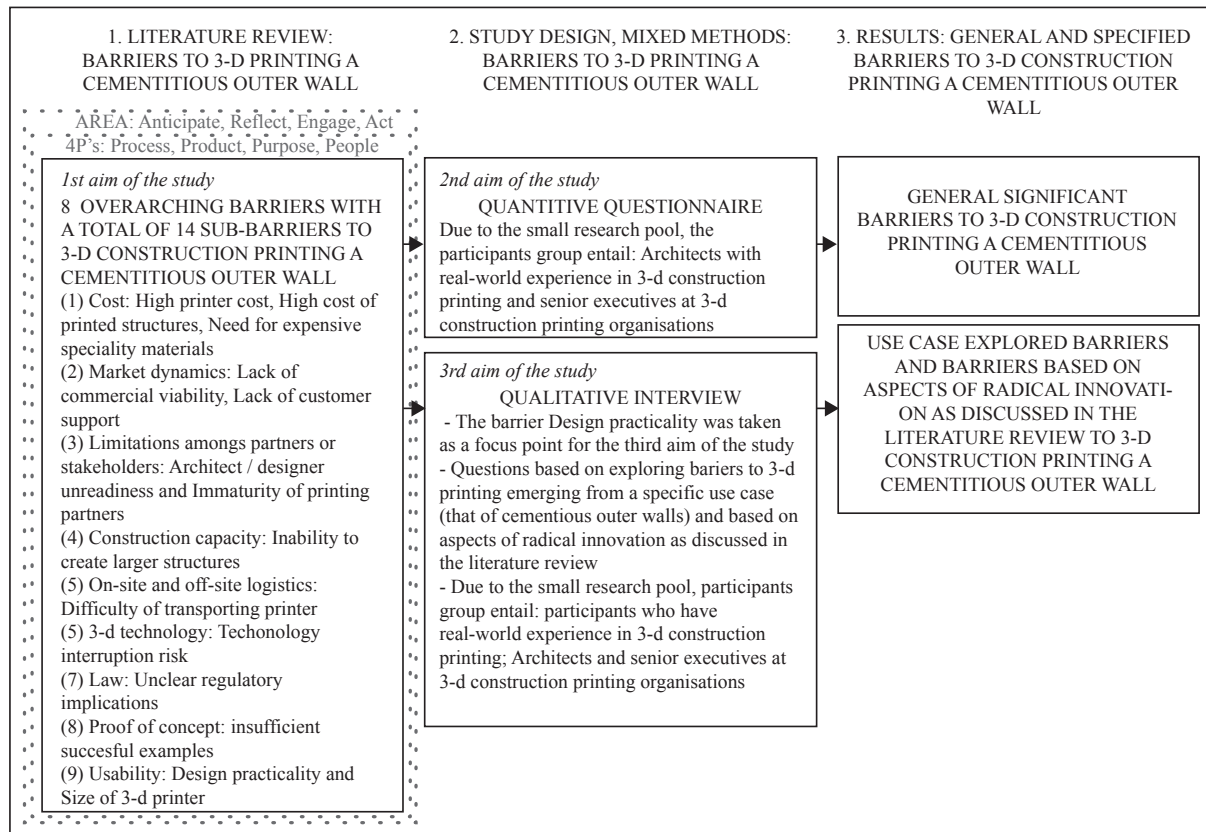 1. LITERATURE REVIEW:
BARRIERS TO 3-D PRINTING A
CEMENTITIOUS OUTER WALL
AREA: Anticipate, Reflect, Engage, Act
4P's: Process, Product, Purpose, People
1st aim of the study
8 OVERARCHING BARRIERS WITH
A TOTAL OF 14 SUB-BARRIERS TO
3-D CONSTRUCTION PRINTING A
CEMENTITIOUS OUTER WALL
(1) Cost: High printer cost, High cost of
printed structures, Need for expensive
speciality materials
(2) Market dynamics: Lack of
commercial viability, Lack of customer
support
(3) Limitations amongs partners or
stakeholders: Architect / designer
unreadiness and Immaturity of printing
partners
(4) Construction capacity: Inability to
create larger structures
(5) On-site and off-site logistics:
Difficulty of transporting printer
(5) 3-d technology: Techonology
interruption risk
(7) Law: Unclear regulatory
implications
(8) Proof of concept: insufficient
succesful examples
(9) Usability: Design practicality and
Size of 3-d printer
2. STUDY DESIGN, MIXED METHODS:
BARRIERS TO 3-D PRINTING A
CEMENTITIOUS OUTER WALL
2nd aim of the study
QUANTITIVE QUESTIONNAIRE
Due to the small research pool, the
participants group entail: Architects with
real-world experience in 3-d construction
printing and senior executives at 3-d
construction printing organisations
3rd aim of the study
QUALITATIVE INTERVIEW
- The barrier Design practicality was taken
as a focus point for the third aim of the study
- Questions based on exploring bariers to 3-d
printing emerging from a specific use case
(that of cementious outer walls) and based on
aspects of radical innovation as discussed in
the literature review
- Due to the small research pool, participants
group entail: participants who have
real-world experience in 3-d construction
printing; Architects and senior executives at
3-d construction printing organisations
3. RESULTS: GENERAL AND SPECIFIED
BARRIERS TO 3-D CONSTRUCTION
PRINTING A CEMENTITIOUS OUTER
WALL
GENERAL SIGNIFICANT
BARRIERS TO 3-D CONSTRUCTION
PRINTING A CEMENTITIOUS
OUTER WALL
USE CASE EXPLORED BARRIERS
AND BARRIERS BASED ON
ASPECTS OF RADICAL INNOVATI-
ON AS DISCUSSED IN THE
LITERATURE REVIEW TO 3-D
CONSTRUCTION PRINTING A
CEMENTITIOUS OUTER WALL